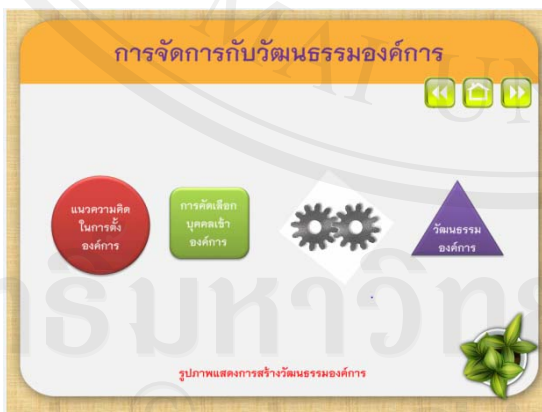 การจัดการกับวัฒนธรรมองค์การ
แนวความคิด
ในการตั้ง
องค์การ
การคัดเลือก
บุคคลเข้า
องค์การ
วัฒนธรรม
องค์การ
รูปภาพแสดงการสร้างวัฒนธรรมองค์การ